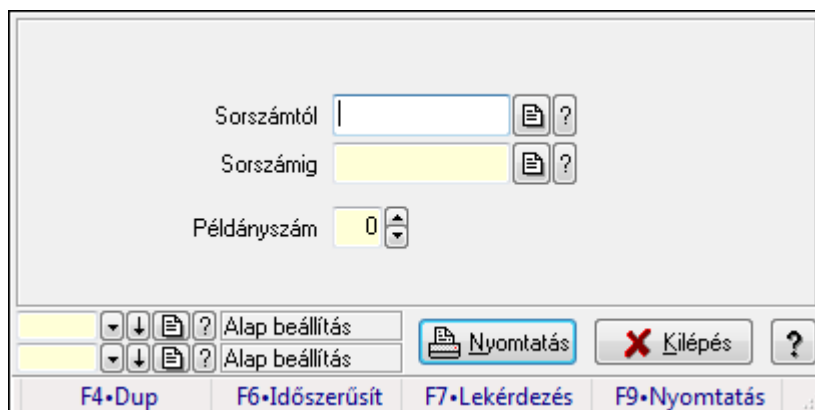 Sorszámtól ?
Sorszámig ?
Példányszám 0
? Alap beállítás
? Alap beállítás
Nyomtatás Kilépés ?
F4•Dup F6•Időszerűsít F7•Lekérdezés F9•Nyomtatás